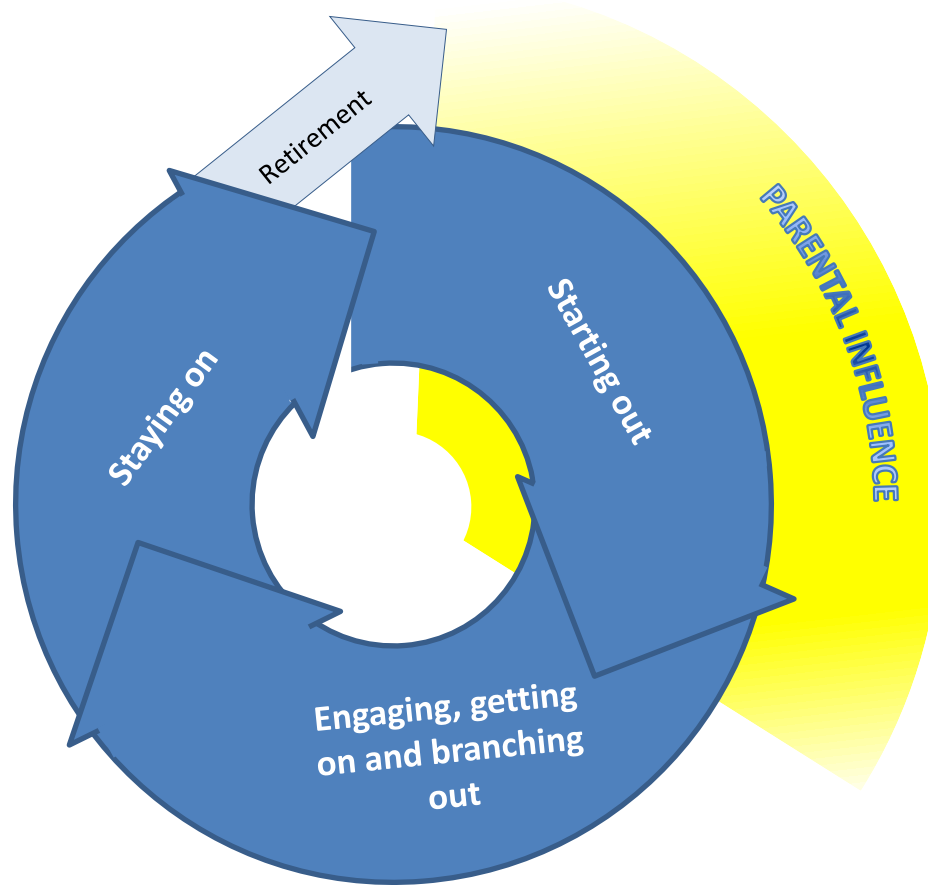 Retirement
PARENTAL INFLUENCE
Starting out
Staying on
Engaging, getting
on and branching
out